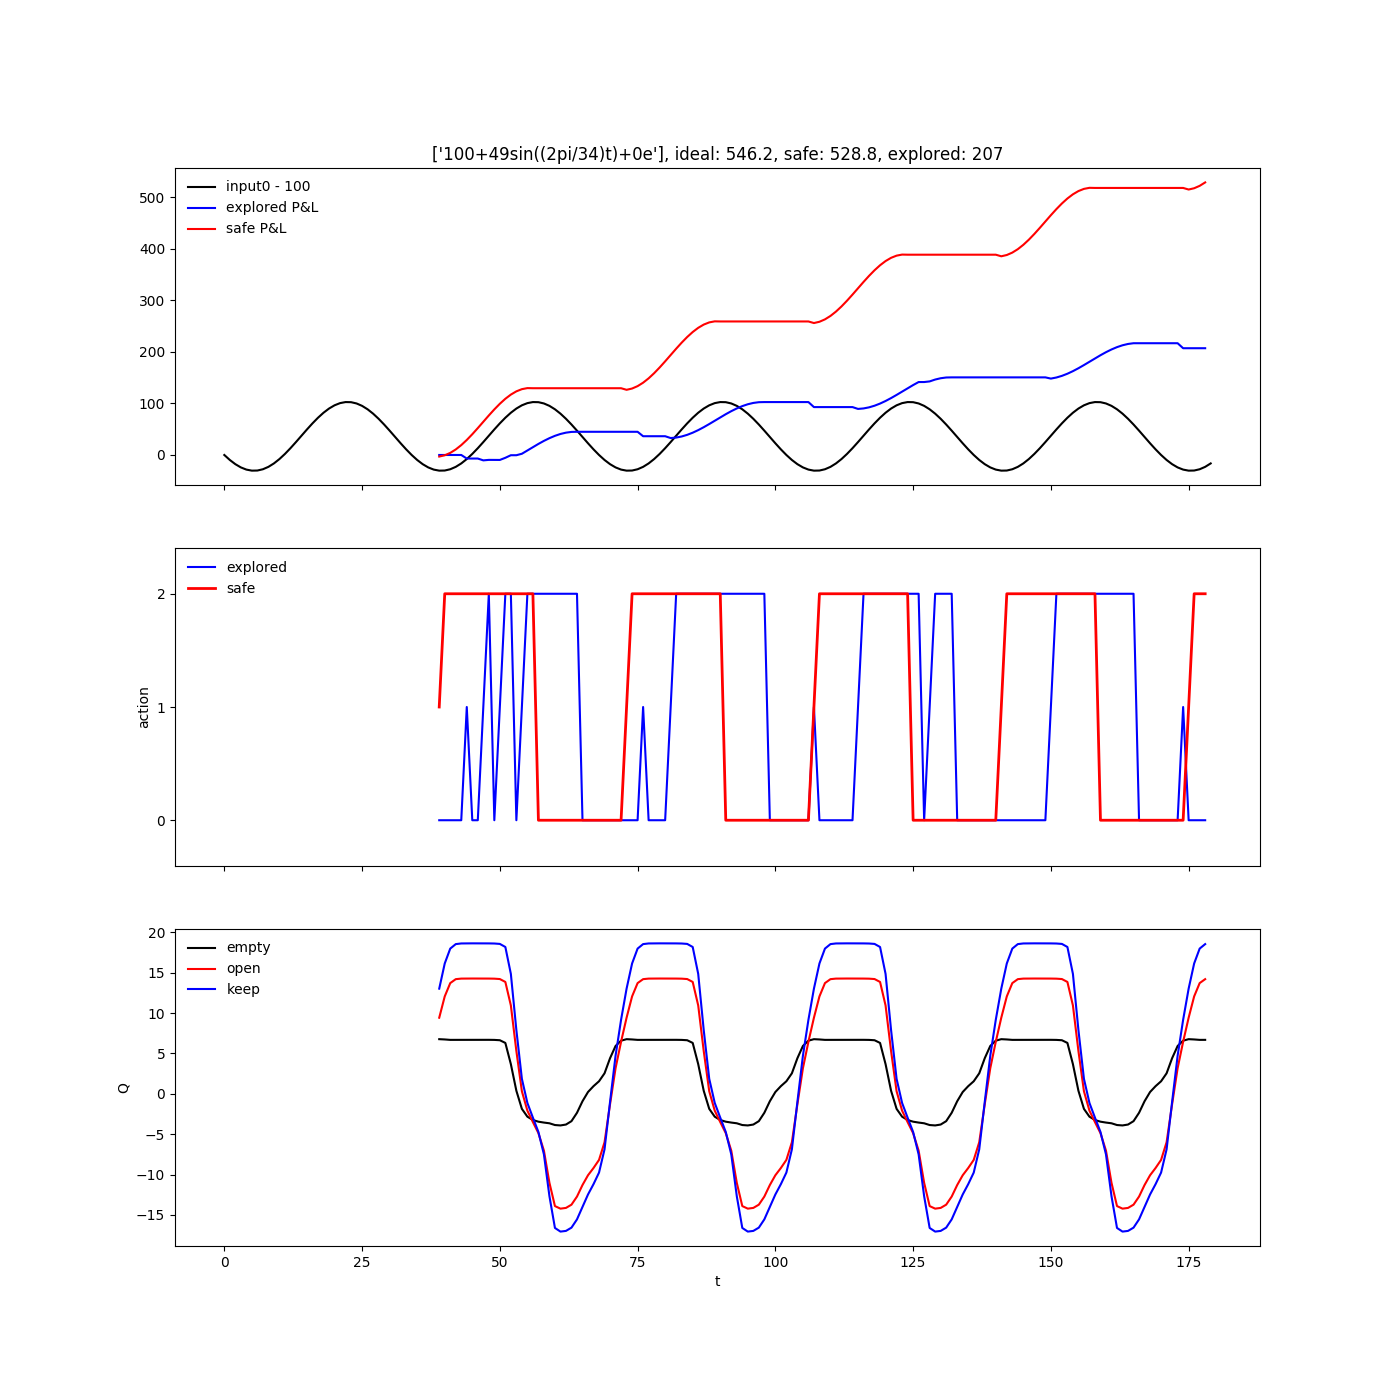 ['100+49sin((2pi/34)t)+0e'], ideal: 546.2, safe: 528.8, explored: 207
input0 - 100
explored P&L
safe P&L
500
400
300
200
100
0
explored
safe
2
1
0
action
empty
open
keep
20
15
10
5
0
−5
−10
−15
Q
0 25 50 75 100 125 150 175
t